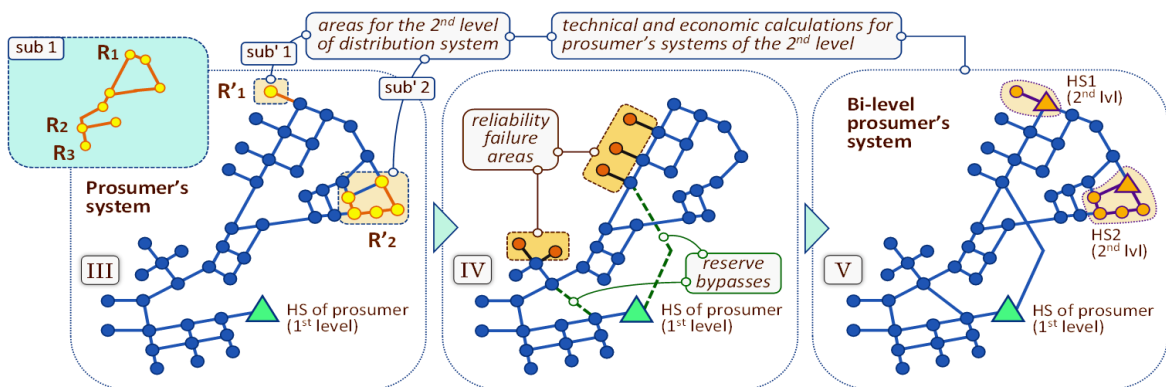 sub 1
R1
R2
R3
sub' 1
areas for the 2nd level
of distribution system
technical and economic calculations for
prosumer's systems of the 2nd level
sub' 2
R'1
R'2
Prosumer's
system
III
HS of prosumer
(1st level)
reliability
failure
areas
reserve
bypasses
IV
HS of prosumer
(1st level)
Bi-level
prosumer's
system
HS1
(2nd lvl)
HS2
(2nd lvl)
V
HS of prosumer
(1st level)